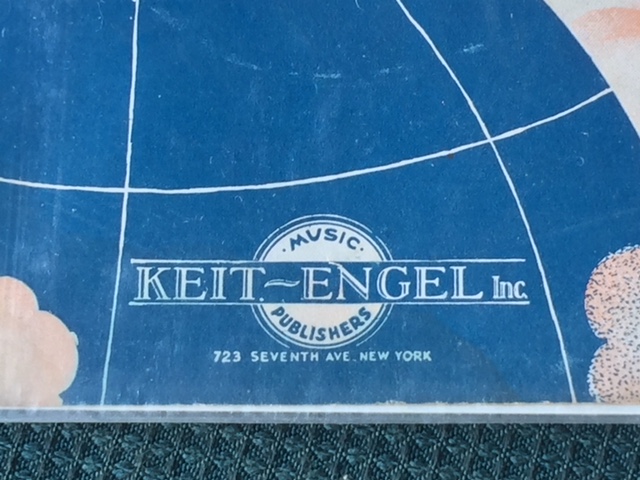 ·MUSIC·
KEIT~ENGEL Inc.
PUBLISHERS
723 SEVENTH AVE. NEW YORK